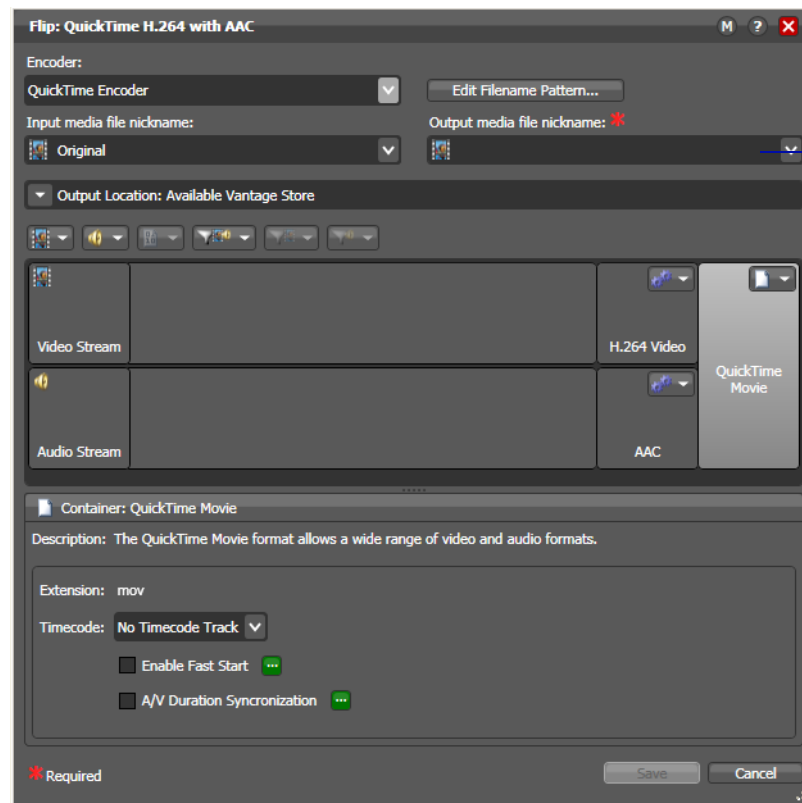 Flip: QuickTime H.264 with AAC
M ? X
Encoder:
QuickTime Encoder
Edit Filename Pattern...
Input media file nickname:
Output media file nickname: *
Original
Output Location: Available Vantage Store
Video Stream
H.264 Video
QuickTime
Movie
Audio Stream
AAC
Container: QuickTime Movie
Description: The QuickTime Movie format allows a wide range of video and audio formats.
Extension: mov
Timecode: No Timecode Track
Enable Fast Start ...
A/V Duration Syncronization ...
* Required
Save
Cancel